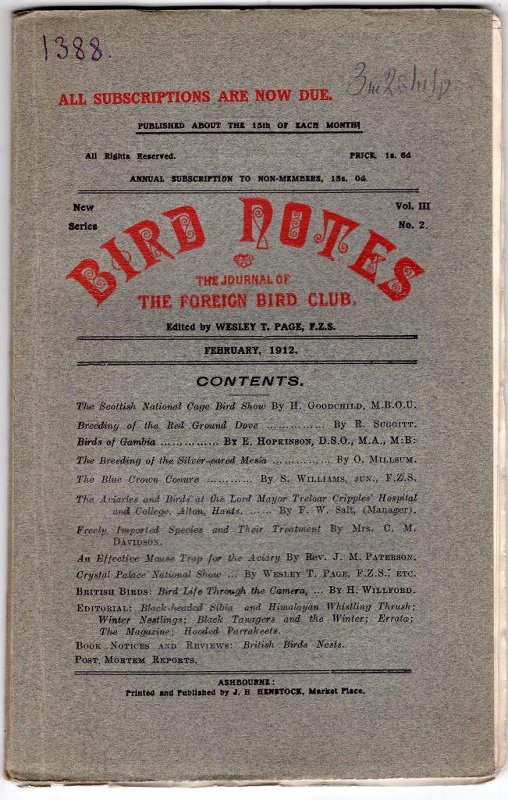 1388.
ALL SUBSCRIPTIONS ARE NOW DUE.
PUBLISHED ABOUT THE 15th OF EACH MONTH
All Rights Reserved. PRICE, 1s. 6d
ANNUAL SUBSCRIPTION TO NON-MEMBERS, 15s. 0d.
New Series
Vol. III No. 2.
BIRD NOTES
THE JOURNAL OF
THE FOREIGN BIRD CLUB.
Edited by WESLEY T. PAGE, F.Z.S.
FEBRUARY, 1912.
CONTENTS.
The Scottish National Cage Bird Show By H. GOODCHILD, M.B.O.U.
Breeding of the Red Ground Dove ............... By R. SUGGITT.
Birds of Gambia ............... By E. HOPKINSON, D.S.O., M.A., M:B:
The Breeding of the Silver-eared Mesia ............... By O. MILLSUM.
The Blue Crown Conure ............ By S. WILLIAMS, JUN., F.Z.S.
The Aviaries and Birds at the Lord Mayor Treloar Cripples' Hospital
and College, Alton, Hants. ...... By F. W. SALT, (Manager).
Freely Imported Species and Their Treatment By MRS. C. M.
DAVIDSON.
An Effective Mouse Trap for the Aviary By REV. J. M. PATERSON.
Crystal Palace National Show ... By WESLEY T. PAGE, F.Z.S., ETC.
BRITISH BIRDS: Bird Life Through the Camera, ... By H. WILLFORD.
EDITORIAL: Black-headed Sibia and Himalayan Whistling Thrush;
Winter Nestlings; Black Tanagers and the Winter; Errata;
The Magazine; Hooded Parrakeets.
BOOK NOTICES AND REVIEWS: British Birds Nests.
POST MORTEM REPORTS.
ASHBOURNE:
Printed and Published by J. H HENSTOCK, Market Place.